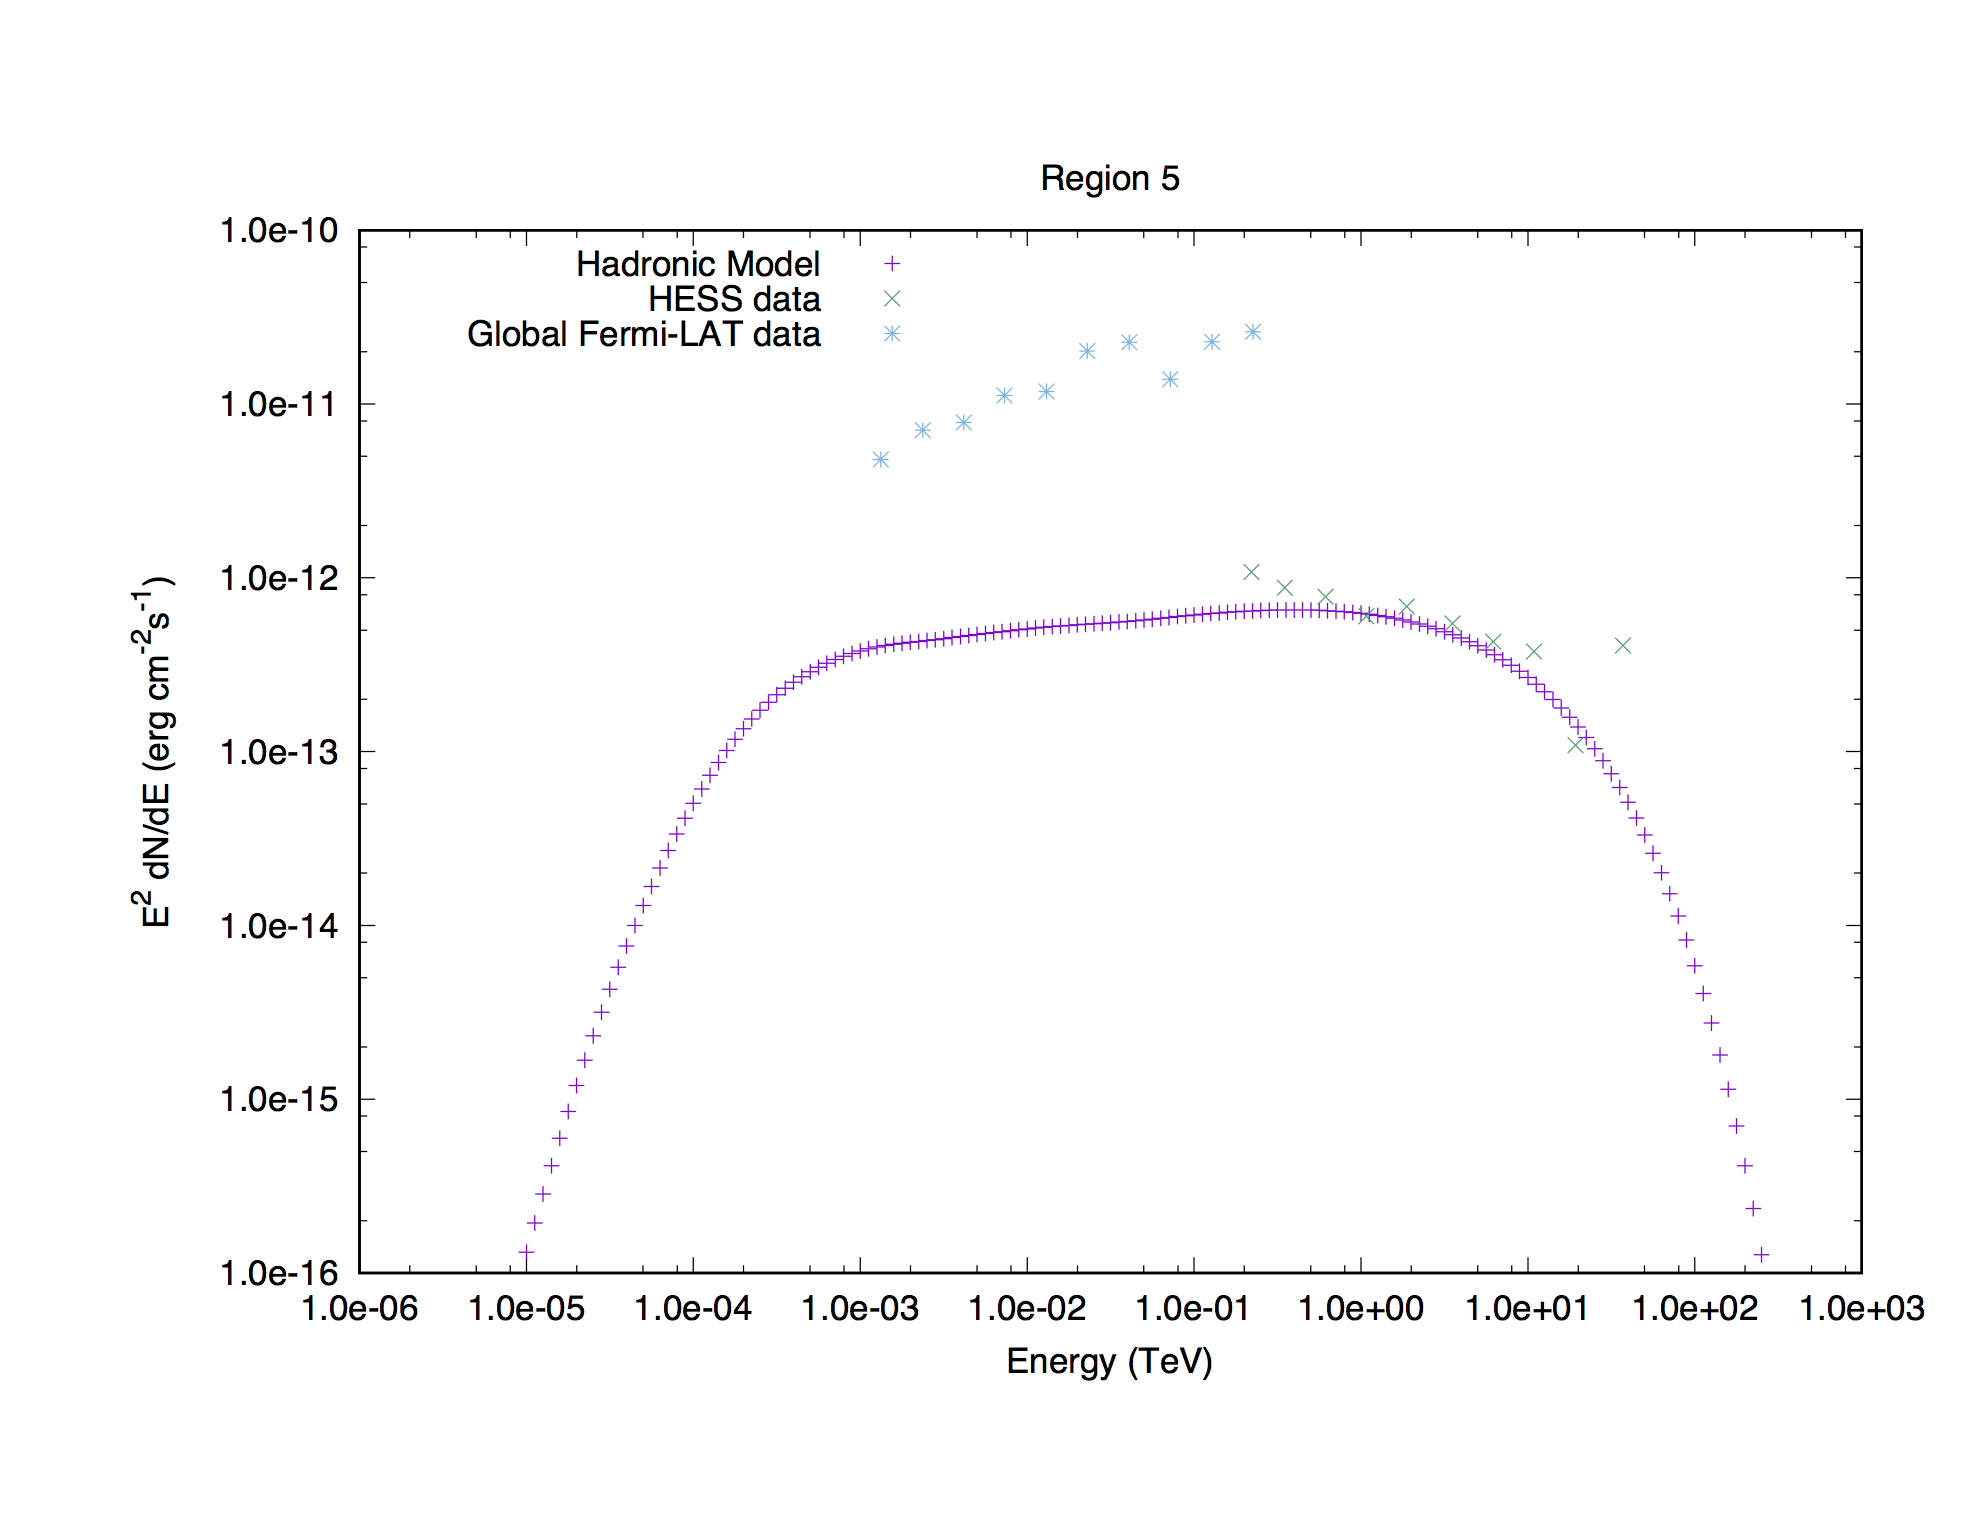 Region 5
1.0e-10
1.0e-11
1.0e-12
1.0e-13
1.0e-14
1.0e-15
1.0e-16
E² dN/dE (erg cm⁻²s⁻¹)
Hadronic Model
HESS data
Global Fermi-LAT data
1.0e-06 1.0e-05 1.0e-04 1.0e-03 1.0e-02 1.0e-01 1.0e+00 1.0e+01 1.0e+02 1.0e+03
Energy (TeV)